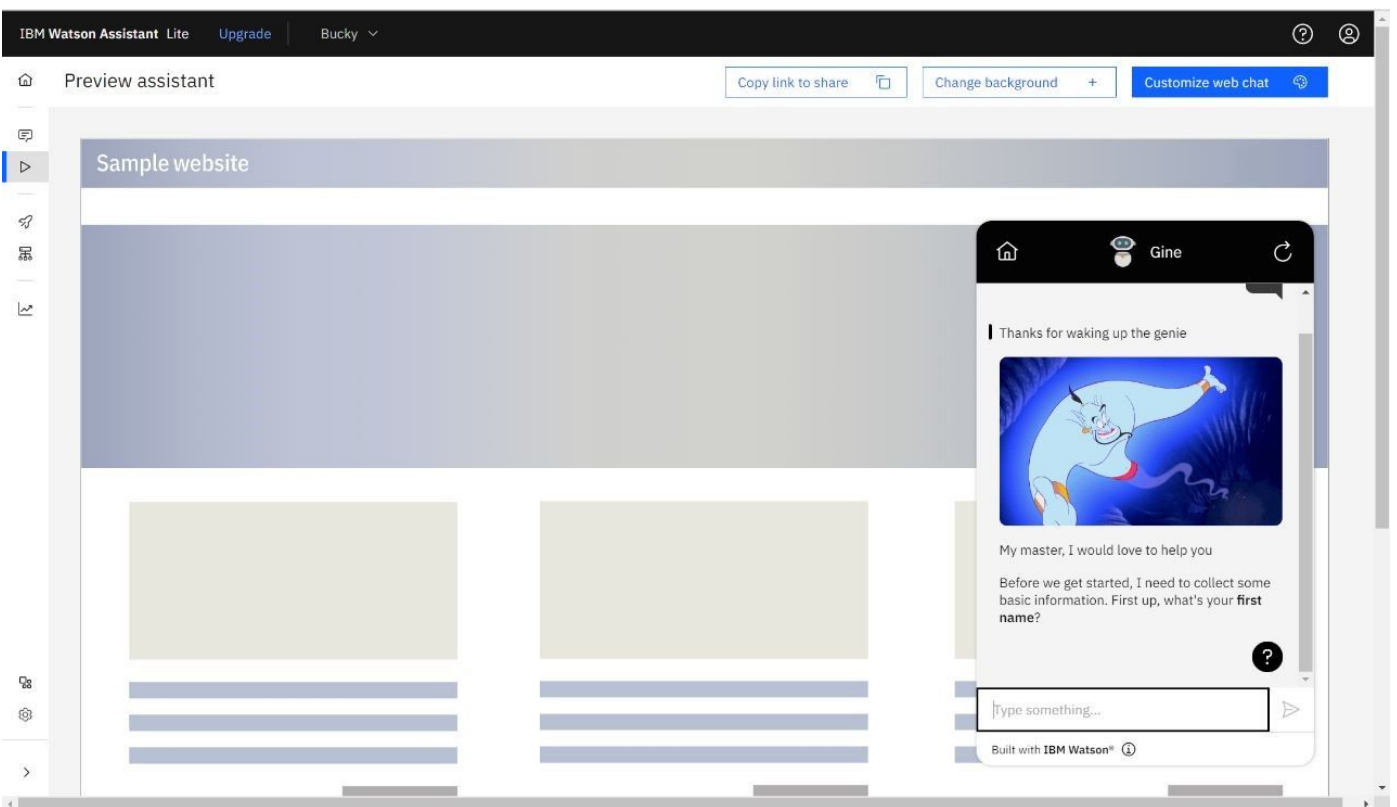 IBM Watson Assistant Lite Upgrade Bucky
Preview assistant
Copy link to share
Change background +
Customize web chat
Sample website
Gine
Thanks for waking up the genie
My master, I would love to help you
Before we get started, I need to collect some
basic information. First up, what's your first
name?
?
Type something...
Built with IBM Watson®